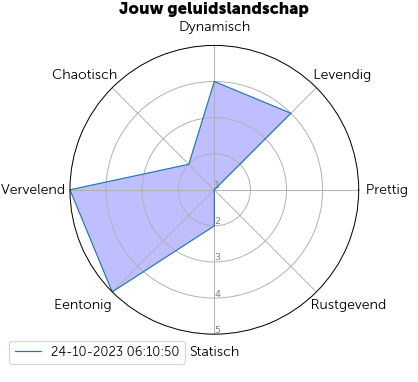 Jouw geluidslandschap
Dynamisch
Chaotisch
Levendig
Vervelend
1
Prettig
2
3
Eentonig
4
Rustgevend
5
24-10-2023 06:10:50
Statisch